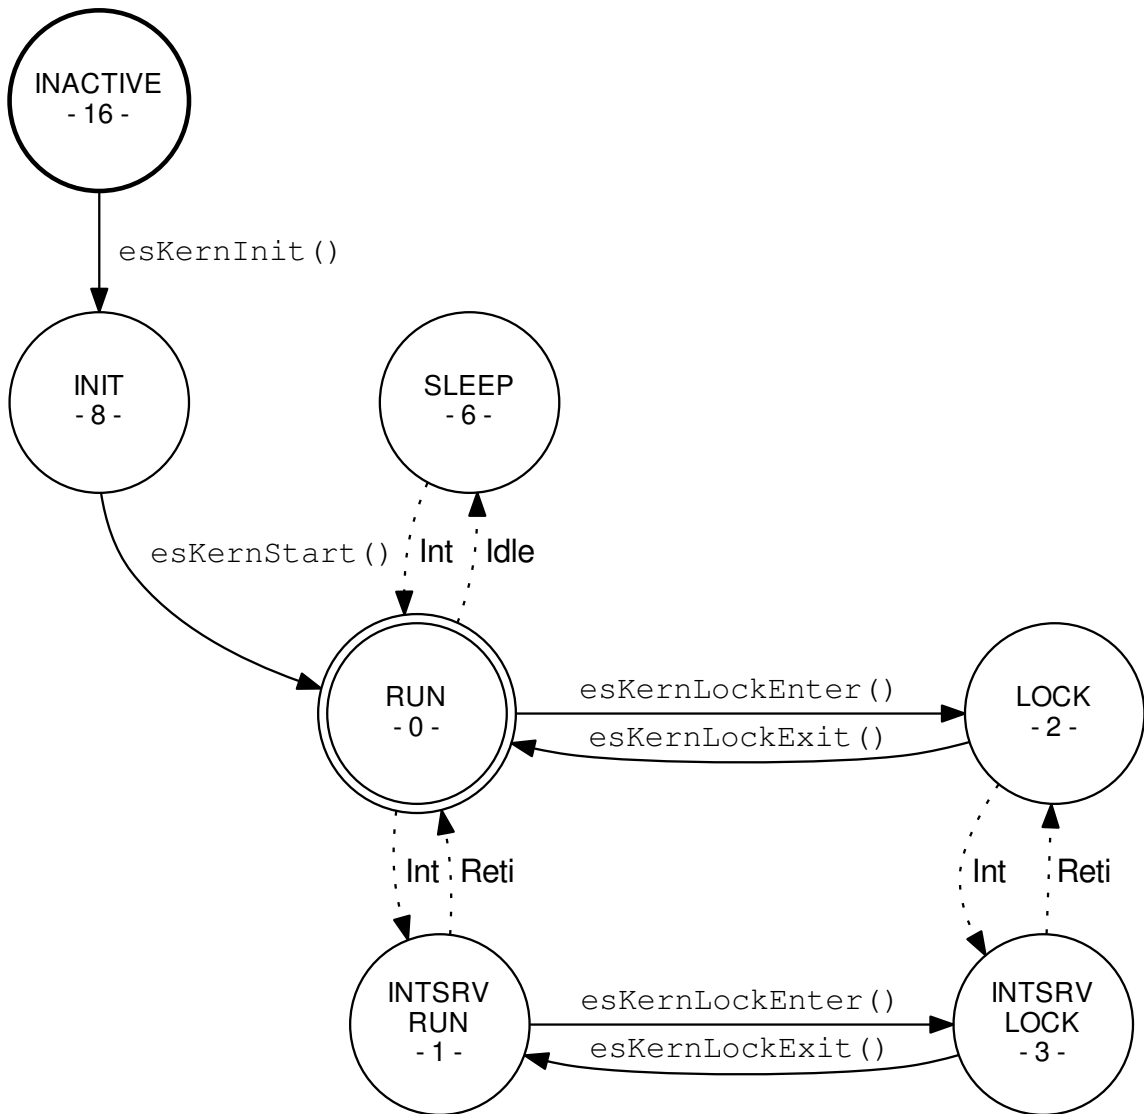 INACTIVE
- 16 -
esKernInit()
INIT
- 8 -
SLEEP
- 6 -
esKernStart()
Int
Idle
RUN
- 0 -
esKernLockEnter()
esKernLockExit()
LOCK
- 2 -
Int
Reti
Int
Reti
INTSRV
RUN
- 1 -
esKernLockEnter()
esKernLockExit()
INTSRV
LOCK
- 3 -